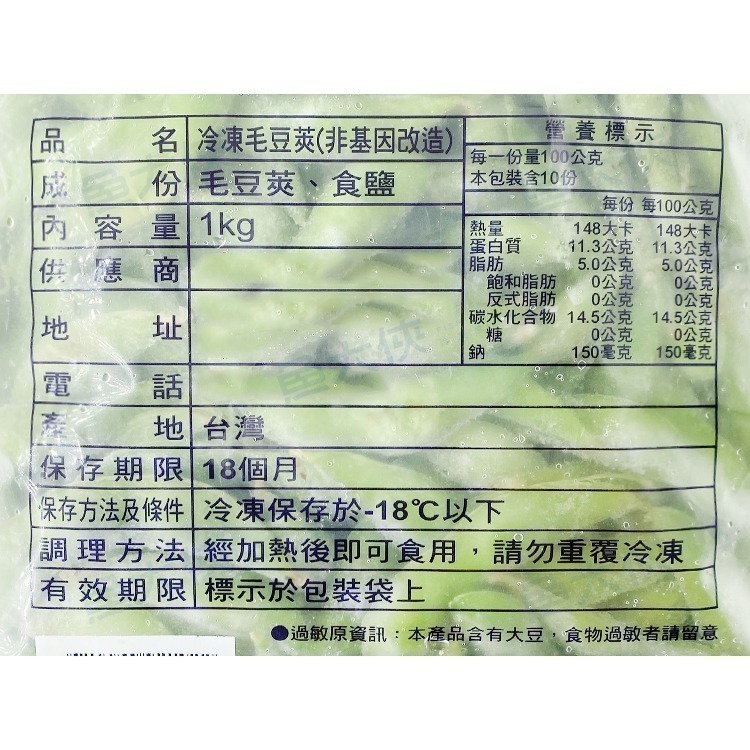 品名 冷凍毛豆莢(非基因改造)
成份 毛豆莢、食鹽
內容量 1kg
供應商
地址
電話
產地 台灣
保存期限 18個月
保存方法及條件 冷凍保存於-18℃以下
調理方法 經加熱後即可食用,請勿重覆冷凍
有效期限 標示於包裝袋上
營養標示
每一份量100公克
本包裝含10份
每份 每100公克
熱量 148大卡 148大卡
蛋白質 11.3公克 11.3公克
脂肪 5.0公克 5.0公克
飽和脂肪 0公克 0公克
反式脂肪 0公克 0公克
碳水化合物 14.5公克 14.5公克
糖 0公克 0公克
鈉 150毫克 150毫克
●過敏原資訊:本產品含有大豆,食物過敏者請留意